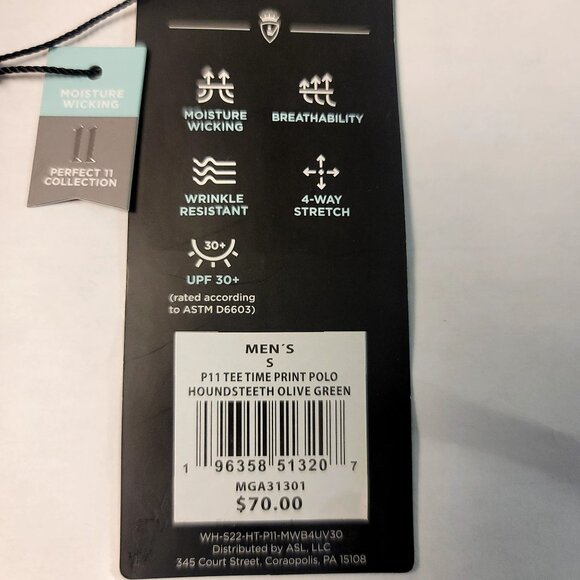 MOISTURE
WICKING
11
PERFECT 11
COLLECTION
MOISTURE
WICKING
BREATHABILITY
WRINKLE
RESISTANT
4-WAY
STRETCH
30+
UPF 30+
(rated according
to ASTM D6603)
MEN´S
S
P11 TEE TIME PRINT POLO
HOUNDSTEETH OLIVE GREEN
1 96358 51320 7
MGA31301
$70.00
WH-S22-HT-P11-MWB4UV30
Distributed by ASL, LLC
345 Court Street, Coraopolis, PA 15108